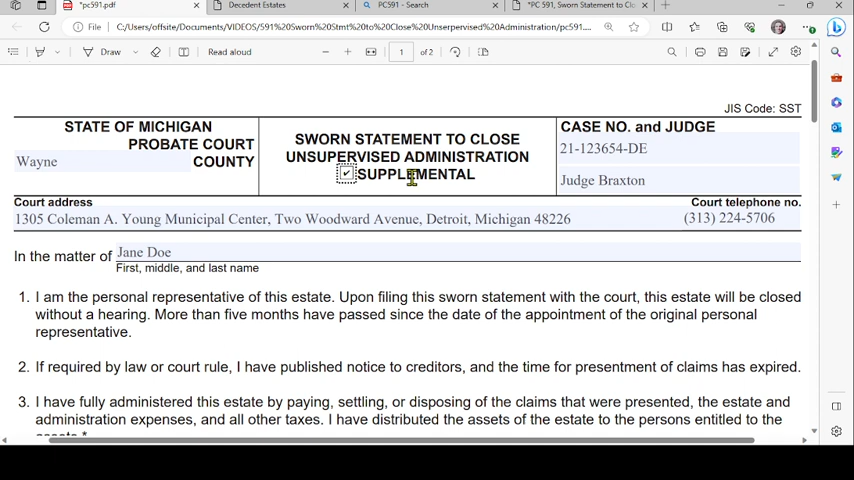 *pc591.pdf
Decedent Estates
PC591 - Search
*PC 591, Sworn Statement to Clo
File C:/Users/offsite/Documents/VIDEOS/591%20Sworn%20Stmt%20to%20Close%20Unserpervised%20Administration/pc591....
Draw Read aloud 1 of 2
JIS Code: SST
STATE OF MICHIGAN
PROBATE COURT
Wayne COUNTY
SWORN STATEMENT TO CLOSE
UNSUPERVISED ADMINISTRATION
SUPPLEMENTAL
CASE NO. and JUDGE
21-123654-DE
Judge Braxton
Court address Court telephone no.
1305 Coleman A. Young Municipal Center, Two Woodward Avenue, Detroit, Michigan 48226 (313) 224-5706
In the matter of Jane Doe
First, middle, and last name
1. I am the personal representative of this estate. Upon filing this sworn statement with the court, this estate will be closed
without a hearing. More than five months have passed since the date of the appointment of the original personal
representative.
2. If required by law or court rule, I have published notice to creditors, and the time for presentment of claims has expired.
3. I have fully administered this estate by paying, settling, or disposing of the claims that were presented, the estate and
administration expenses, and all other taxes. I have distributed the assets of the estate to the persons entitled to the
assets.*